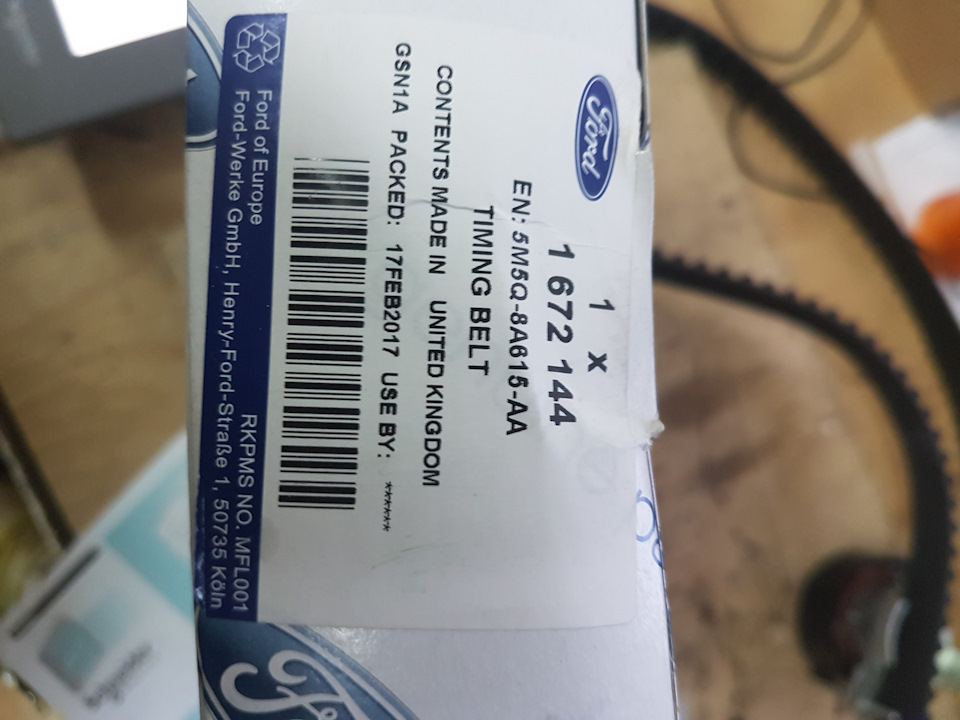 Ford
1 x
1 672 144
EN: 5M5Q-8A615-AA
TIMING BELT
CONTENTS MADE IN UNITED KINGDOM
GSN1A PACKED: 17FEB2017 USE BY: *****
RKPMS NO. MFL001
Ford of Europe
Ford-Werke GmbH, Henry-Ford-Straße 1, 50735 Köln